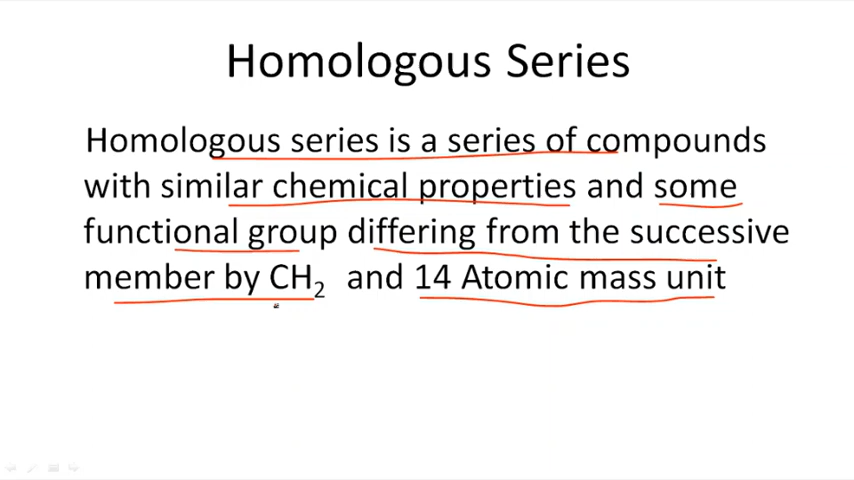 Homologous Series
Homologous series is a series of compounds
with similar chemical properties and some
functional group differing from the successive
member by CH₂ and 14 Atomic mass unit